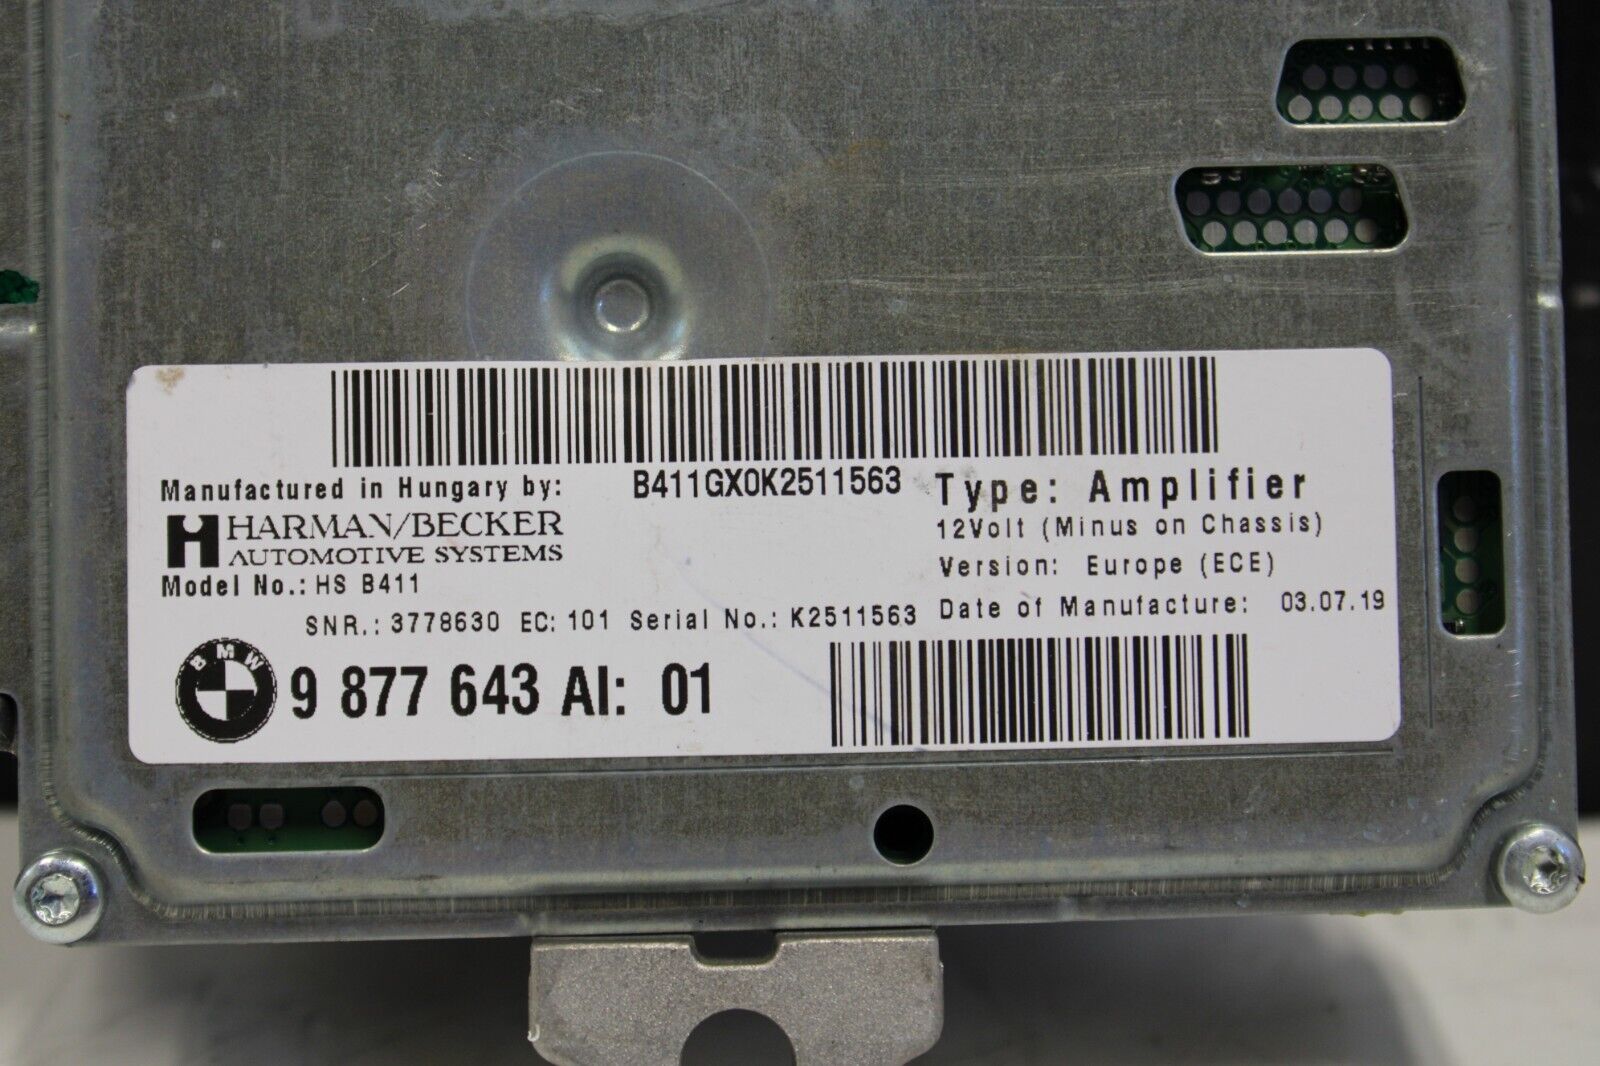 Manufactured in Hungary by: B411GX0K2511563 Type: Amplifier
HARMAN/BECKER 12Volt (Minus on Chassis)
AUTOMOTIVE SYSTEMS Version: Europe (ECE)
Model No.: HS B411
SNR.: 3778630 EC: 101 Serial No.: K2511563 Date of Manufacture: 03.07.19
BMW 9 877 643 AI: 01